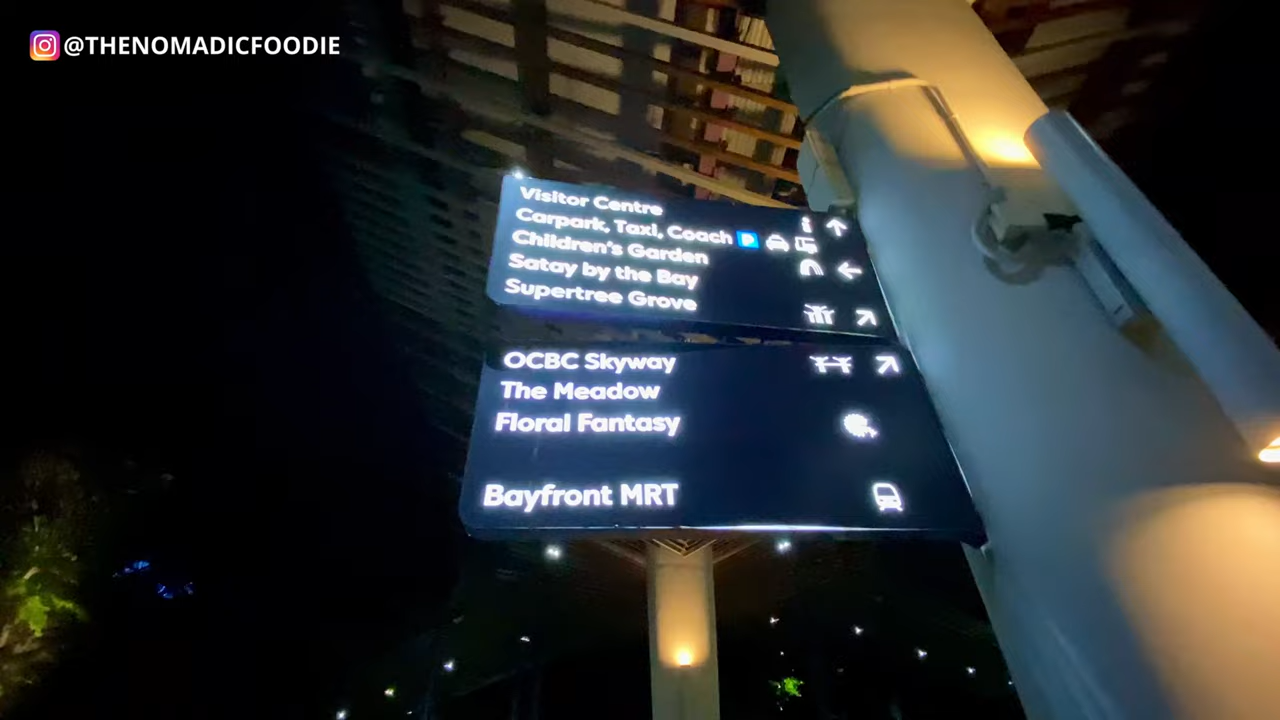 @THENOMADICFOODIE
Visitor Centre
Carpark, Taxi, Coach P
Children's Garden
Satay by the Bay
Supertree Grove
OCBC Skyway
The Meadow
Floral Fantasy
Bayfront MRT